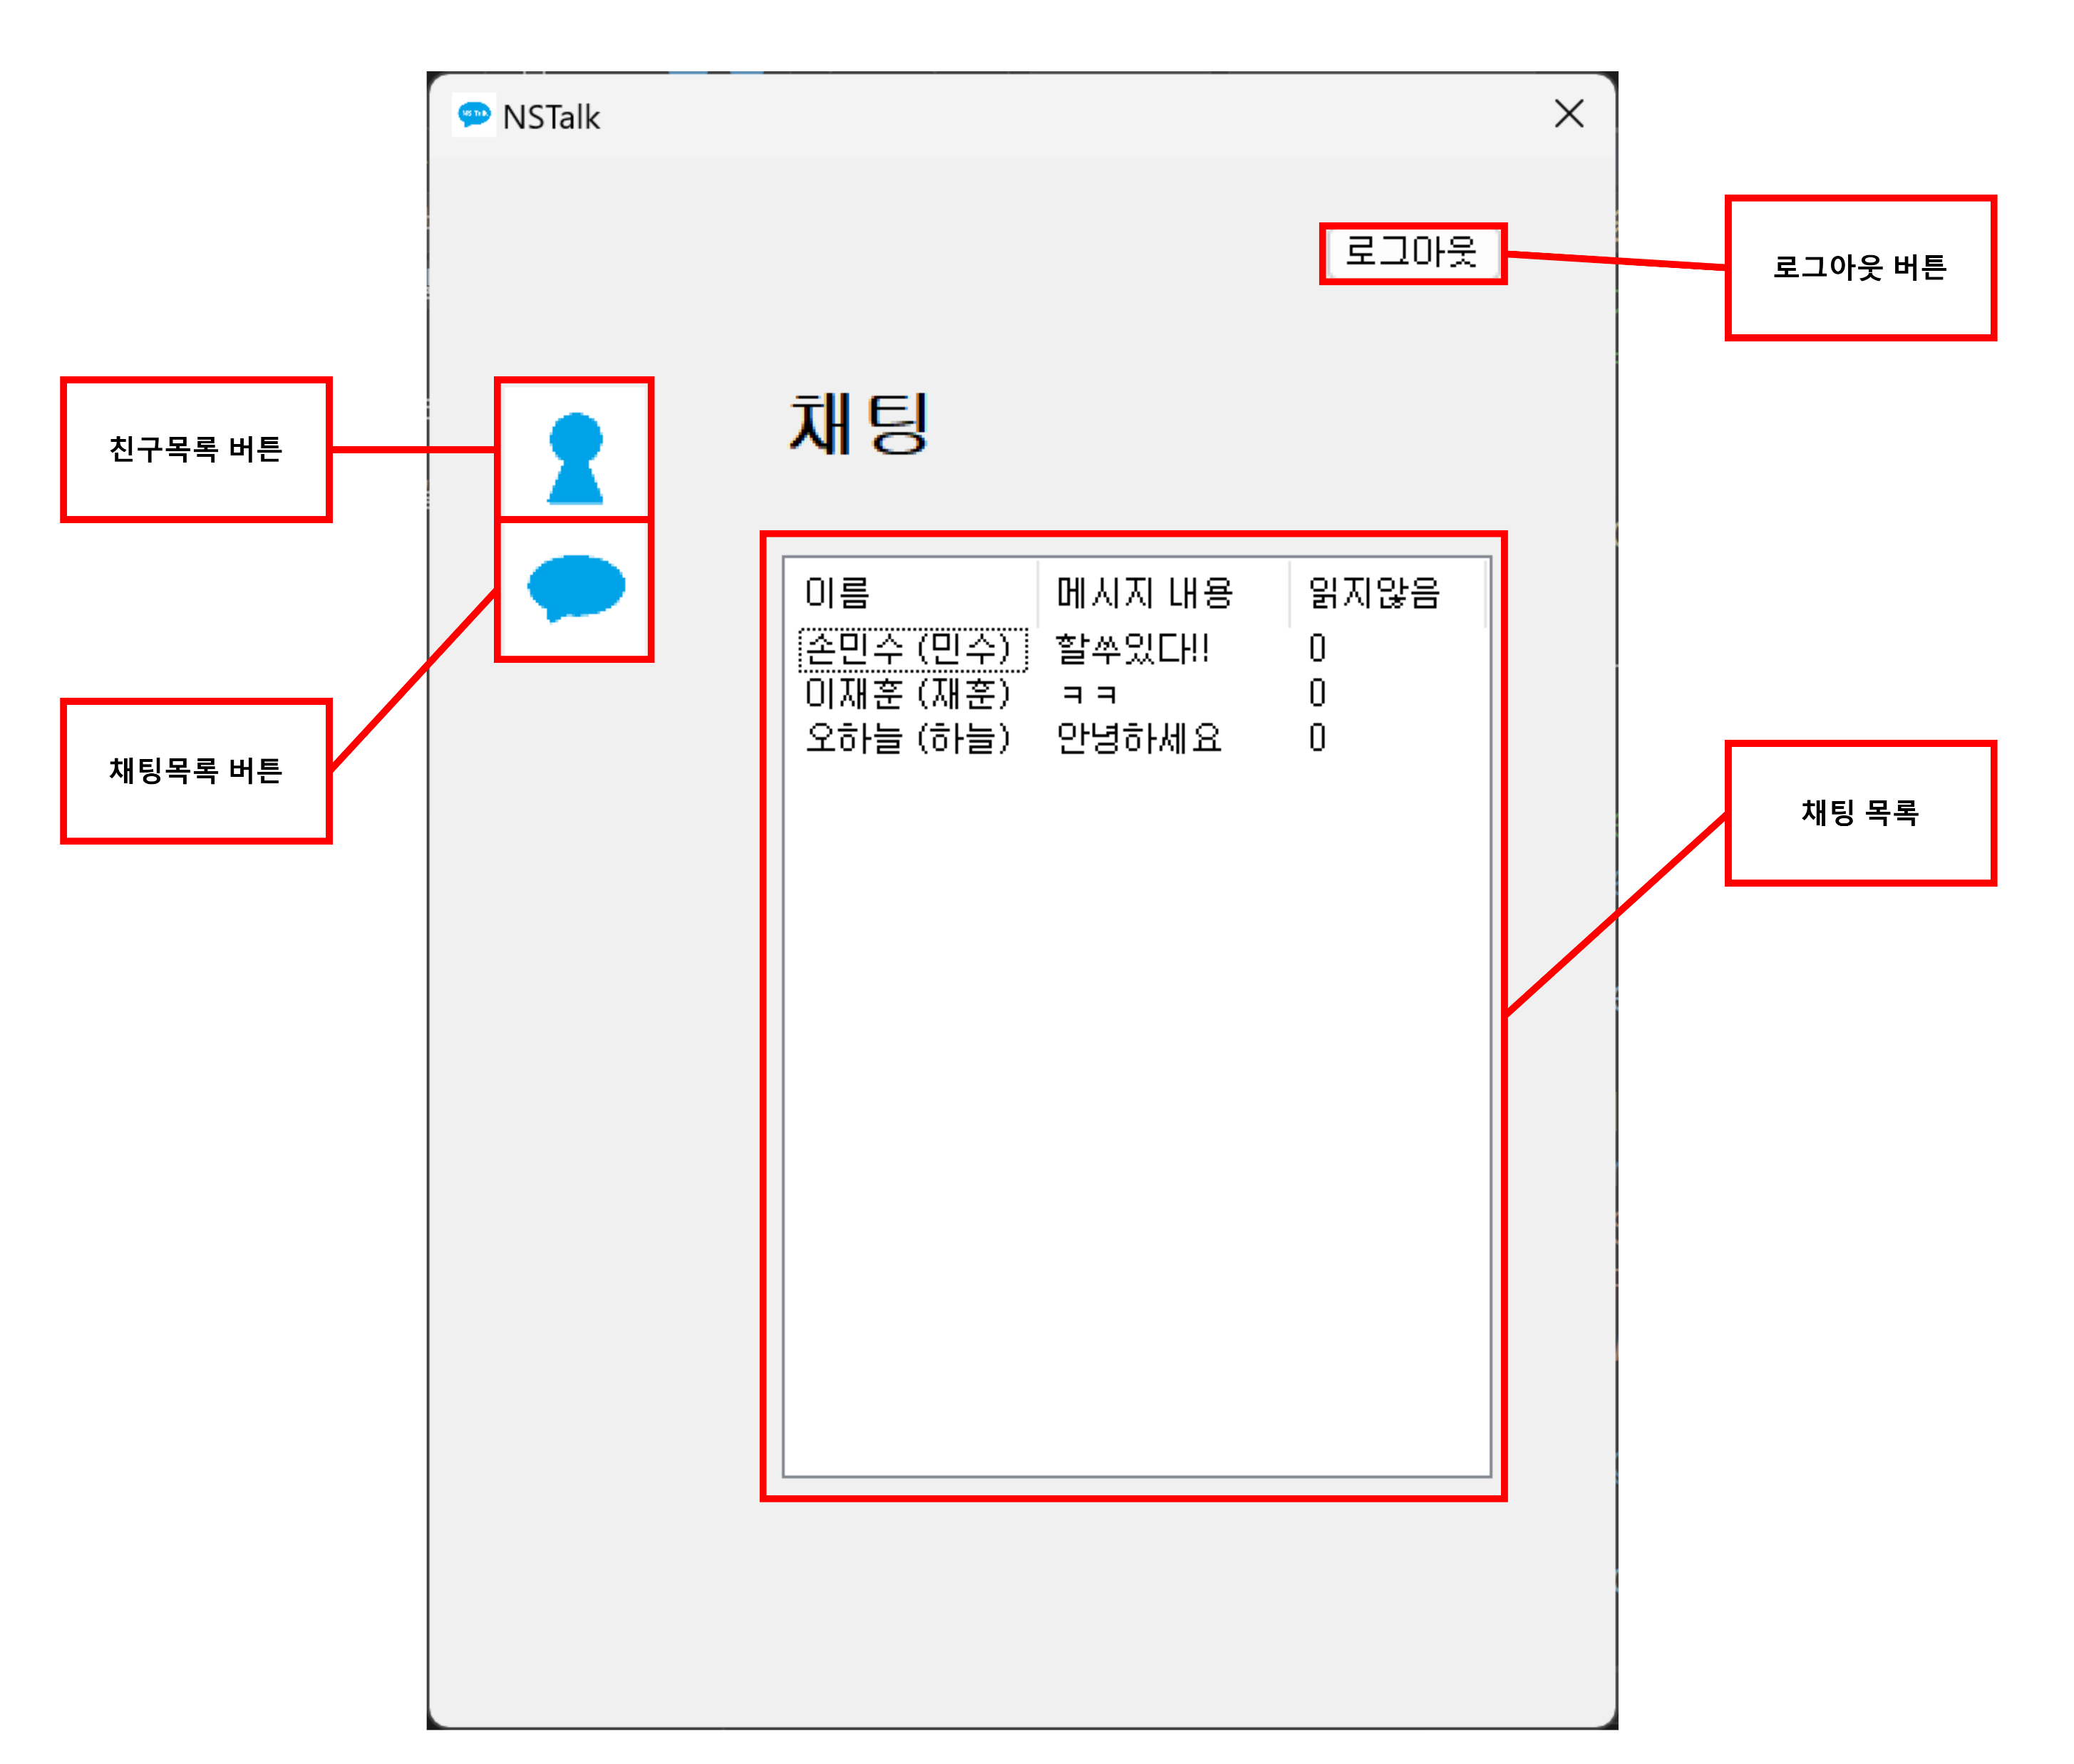 NS Talk
NSTalk
로그아웃
로그아웃 버튼
친구목록 버튼
채팅
이름 메시지 내용 읽지않음
손민수 (민수) 할쑤있다!! 0
이재훈 (재훈) ㅋㅋ 0
오하늘 (하늘) 안녕하세요 0
채팅목록 버튼
채팅 목록